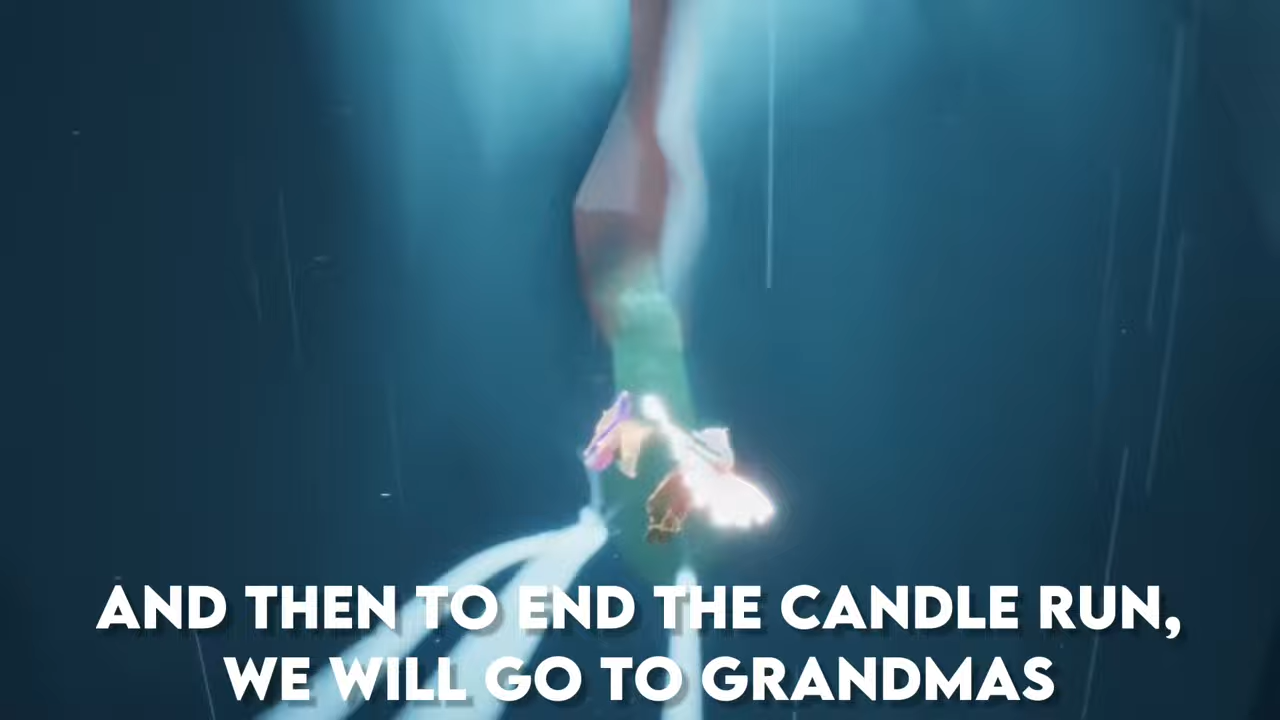 AND THEN TO END THE CANDLE RUN,
WE WILL GO TO GRANDMAS